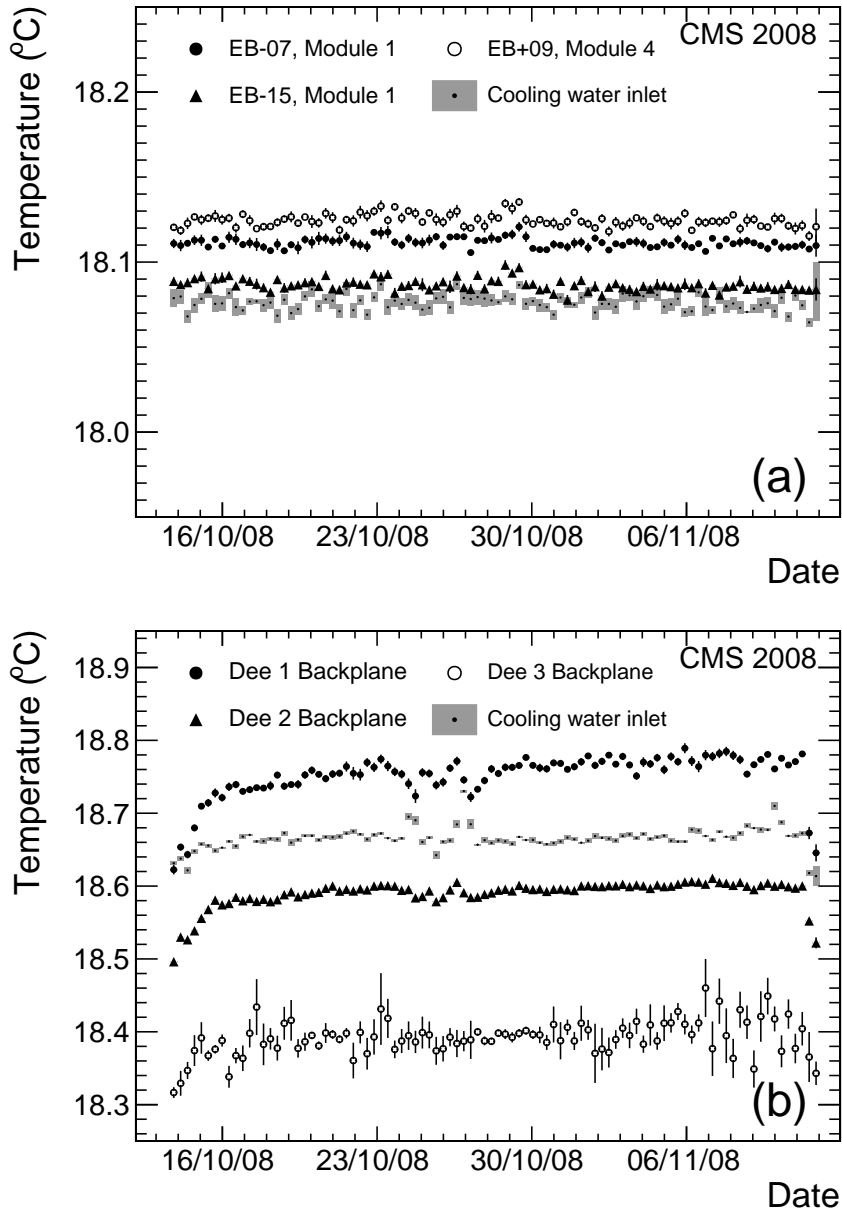 Temperature (ºC)
CMS 2008
EB-07, Module 1
EB+09, Module 4
EB-15, Module 1
Cooling water inlet
18.2
18.1
18.0
(a)
16/10/08 23/10/08 30/10/08 06/11/08
Date
Temperature (ºC)
CMS 2008
Dee 1 Backplane
Dee 3 Backplane
Dee 2 Backplane
Cooling water inlet
18.9
18.8
18.7
18.6
18.5
18.4
18.3
(b)
16/10/08 23/10/08 30/10/08 06/11/08
Date